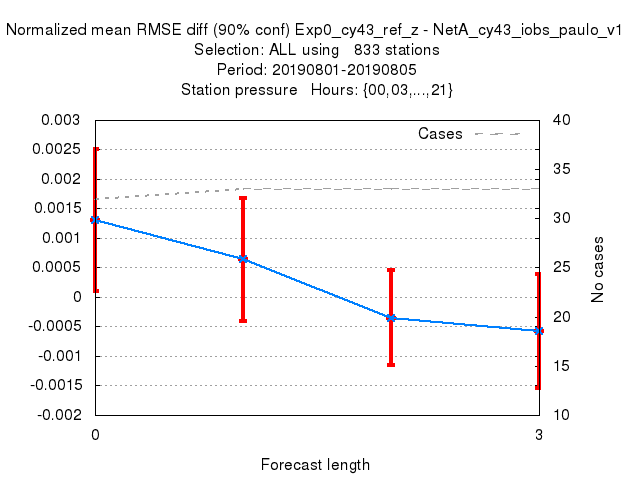 Normalized mean RMSE diff (90% conf) Exp0_cy43_ref_z - NetA_cy43_iobs_paulo_v1
Selection: ALL using   833 stations
Period: 20190801-20190805
Station pressure   Hours: {00,03,...,21}
0.003
0.0025
0.002
0.0015
0.001
0.0005
0
-0.0005
-0.001
-0.0015
-0.002
Cases
40
35
30
25
20
15
10
No cases
0
3
Forecast length